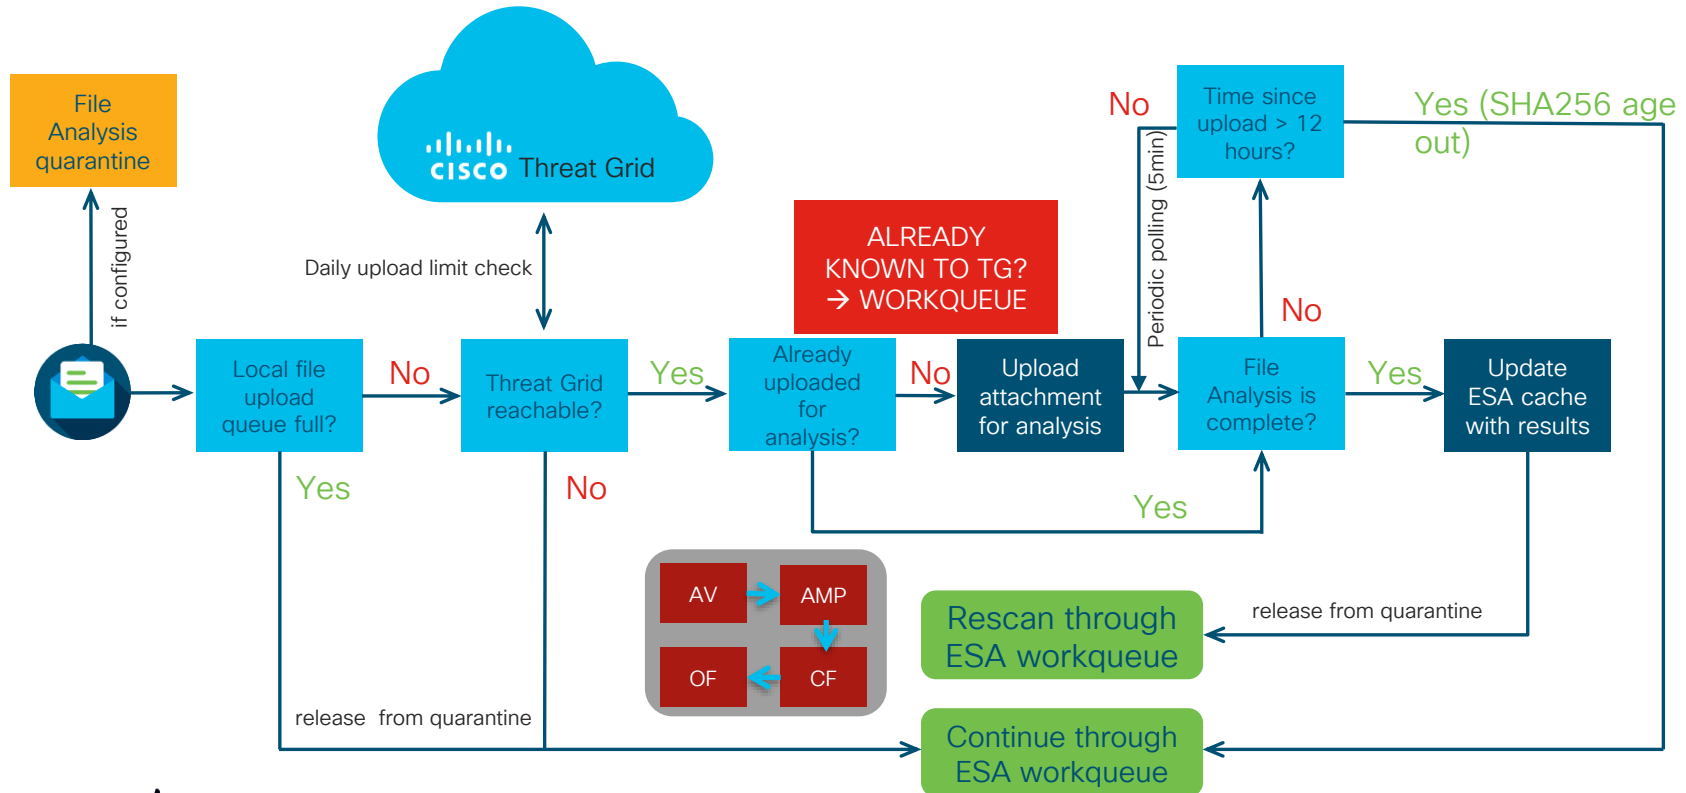 File
Analysis
quarantine
if configured
cisco Threat Grid
Daily upload limit check
ALREADY
KNOWN TO TG?
→ WORKQUEUE
No
Time since
upload > 12
hours?
Yes (SHA256 age
out)
Periodic polling (5min)
No
Local file
upload
queue full?
No
Threat Grid
reachable?
Yes
Already
uploaded
for
analysis?
No
Upload
attachment
for analysis
File
Analysis is
complete?
Yes
Update
ESA cache
with results
Yes
No
Yes
AV
AMP
OF
CF
Rescan through
ESA workqueue
release from quarantine
release from quarantine
Continue through
ESA workqueue